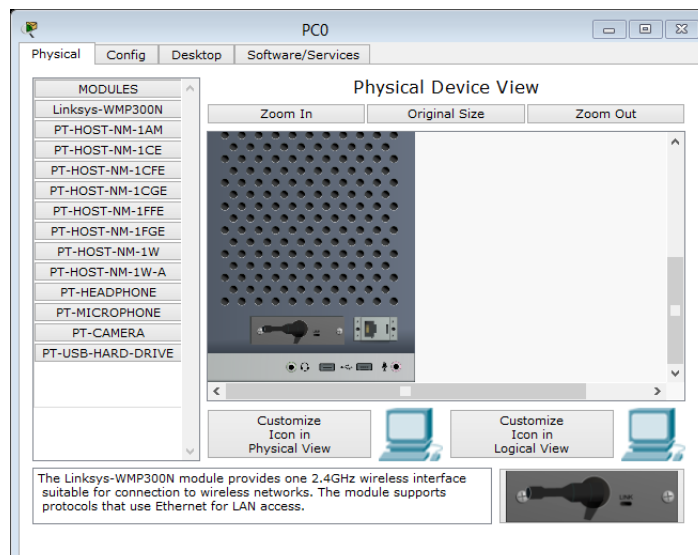 PC0
Physical
Config
Desktop
Software/Services
MODULES
Linksys-WMP300N
PT-HOST-NM-1AM
PT-HOST-NM-1CE
PT-HOST-NM-1CFE
PT-HOST-NM-1CGE
PT-HOST-NM-1FFE
PT-HOST-NM-1FGE
PT-HOST-NM-1W
PT-HOST-NM-1W-A
PT-HEADPHONE
PT-MICROPHONE
PT-CAMERA
PT-USB-HARD-DRIVE
Physical Device View
Zoom In
Original Size
Zoom Out
Customize
Icon in
Physical View
Customize
Icon in
Logical View
The Linksys-WMP300N module provides one 2.4GHz wireless interface
suitable for connection to wireless networks. The module supports
protocols that use Ethernet for LAN access.
LINK